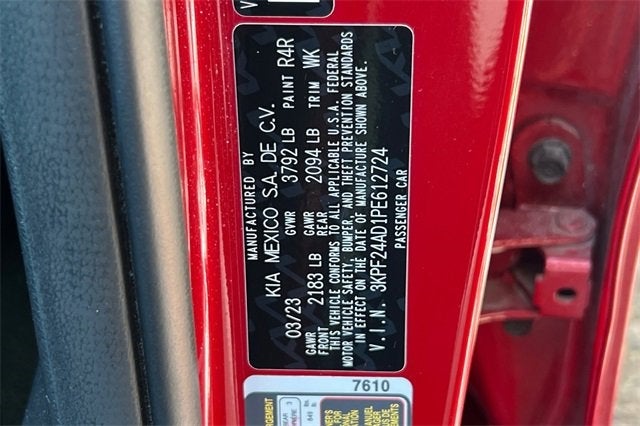 MANUFACTURED BY
KIA MEXICO S.A. DE C.V.
03/23 GVWR 3792 LB PAINT R4R
GAWR FRONT 2183 LB GAWR REAR 2094 LB TRIM WK
THIS VEHICLE CONFORMS TO ALL APPLICABLE U.S.A. FEDERAL
MOTOR VEHICLE SAFETY, BUMPER, AND THEFT PREVENTION STANDARDS
IN EFFECT ON THE DATE OF MANUFACTURE SHOWN ABOVE.
V.I.N. 3KPF24AD1PE612724
PASSENGER CAR
7610